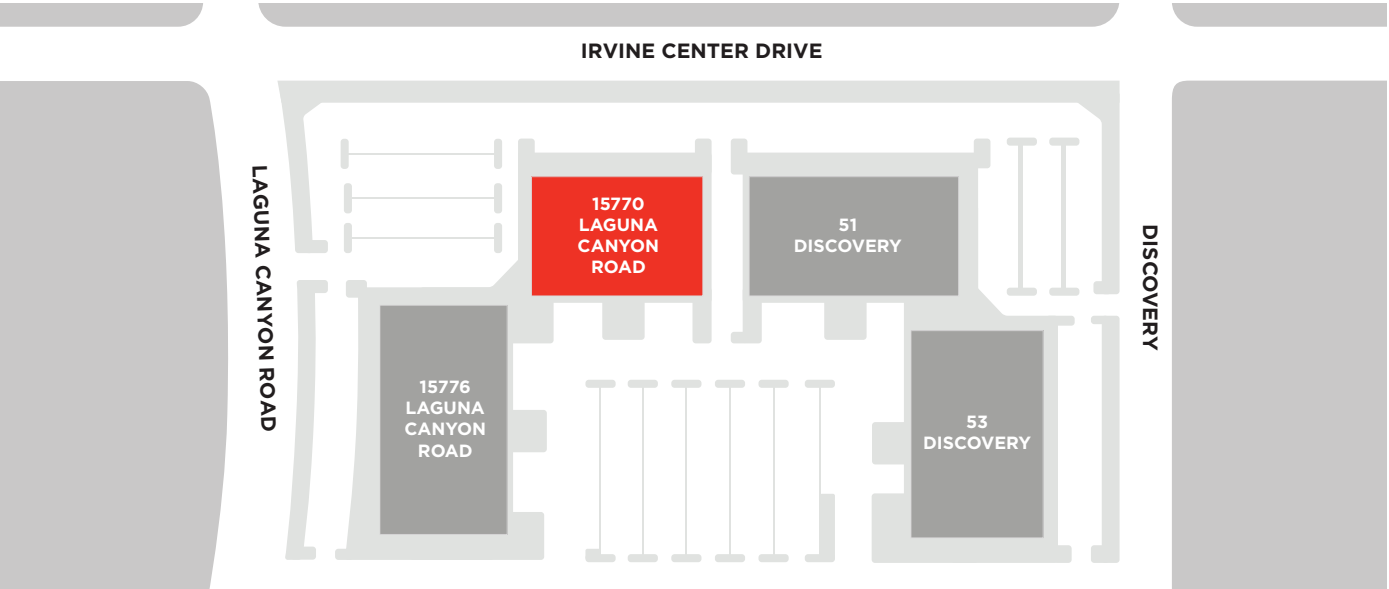 IRVINE CENTER DRIVE
LAGUNA CANYON ROAD
15770
LAGUNA
CANYON
ROAD
51
DISCOVERY
DISCOVERY
15776
LAGUNA
CANYON
ROAD
53
DISCOVERY